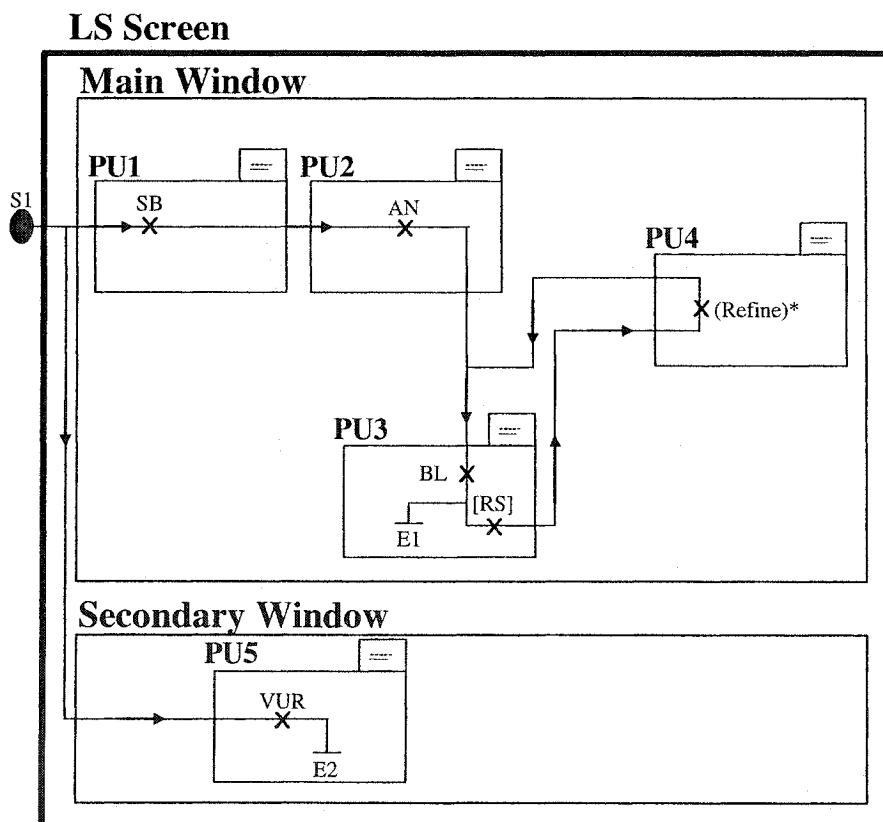 LS Screen
Main Window
PU1
PU2
S1
SB
AN
PU4
(Refine)*
PU3
BL
[RS]
E1
Secondary Window
PU5
VUR
E2